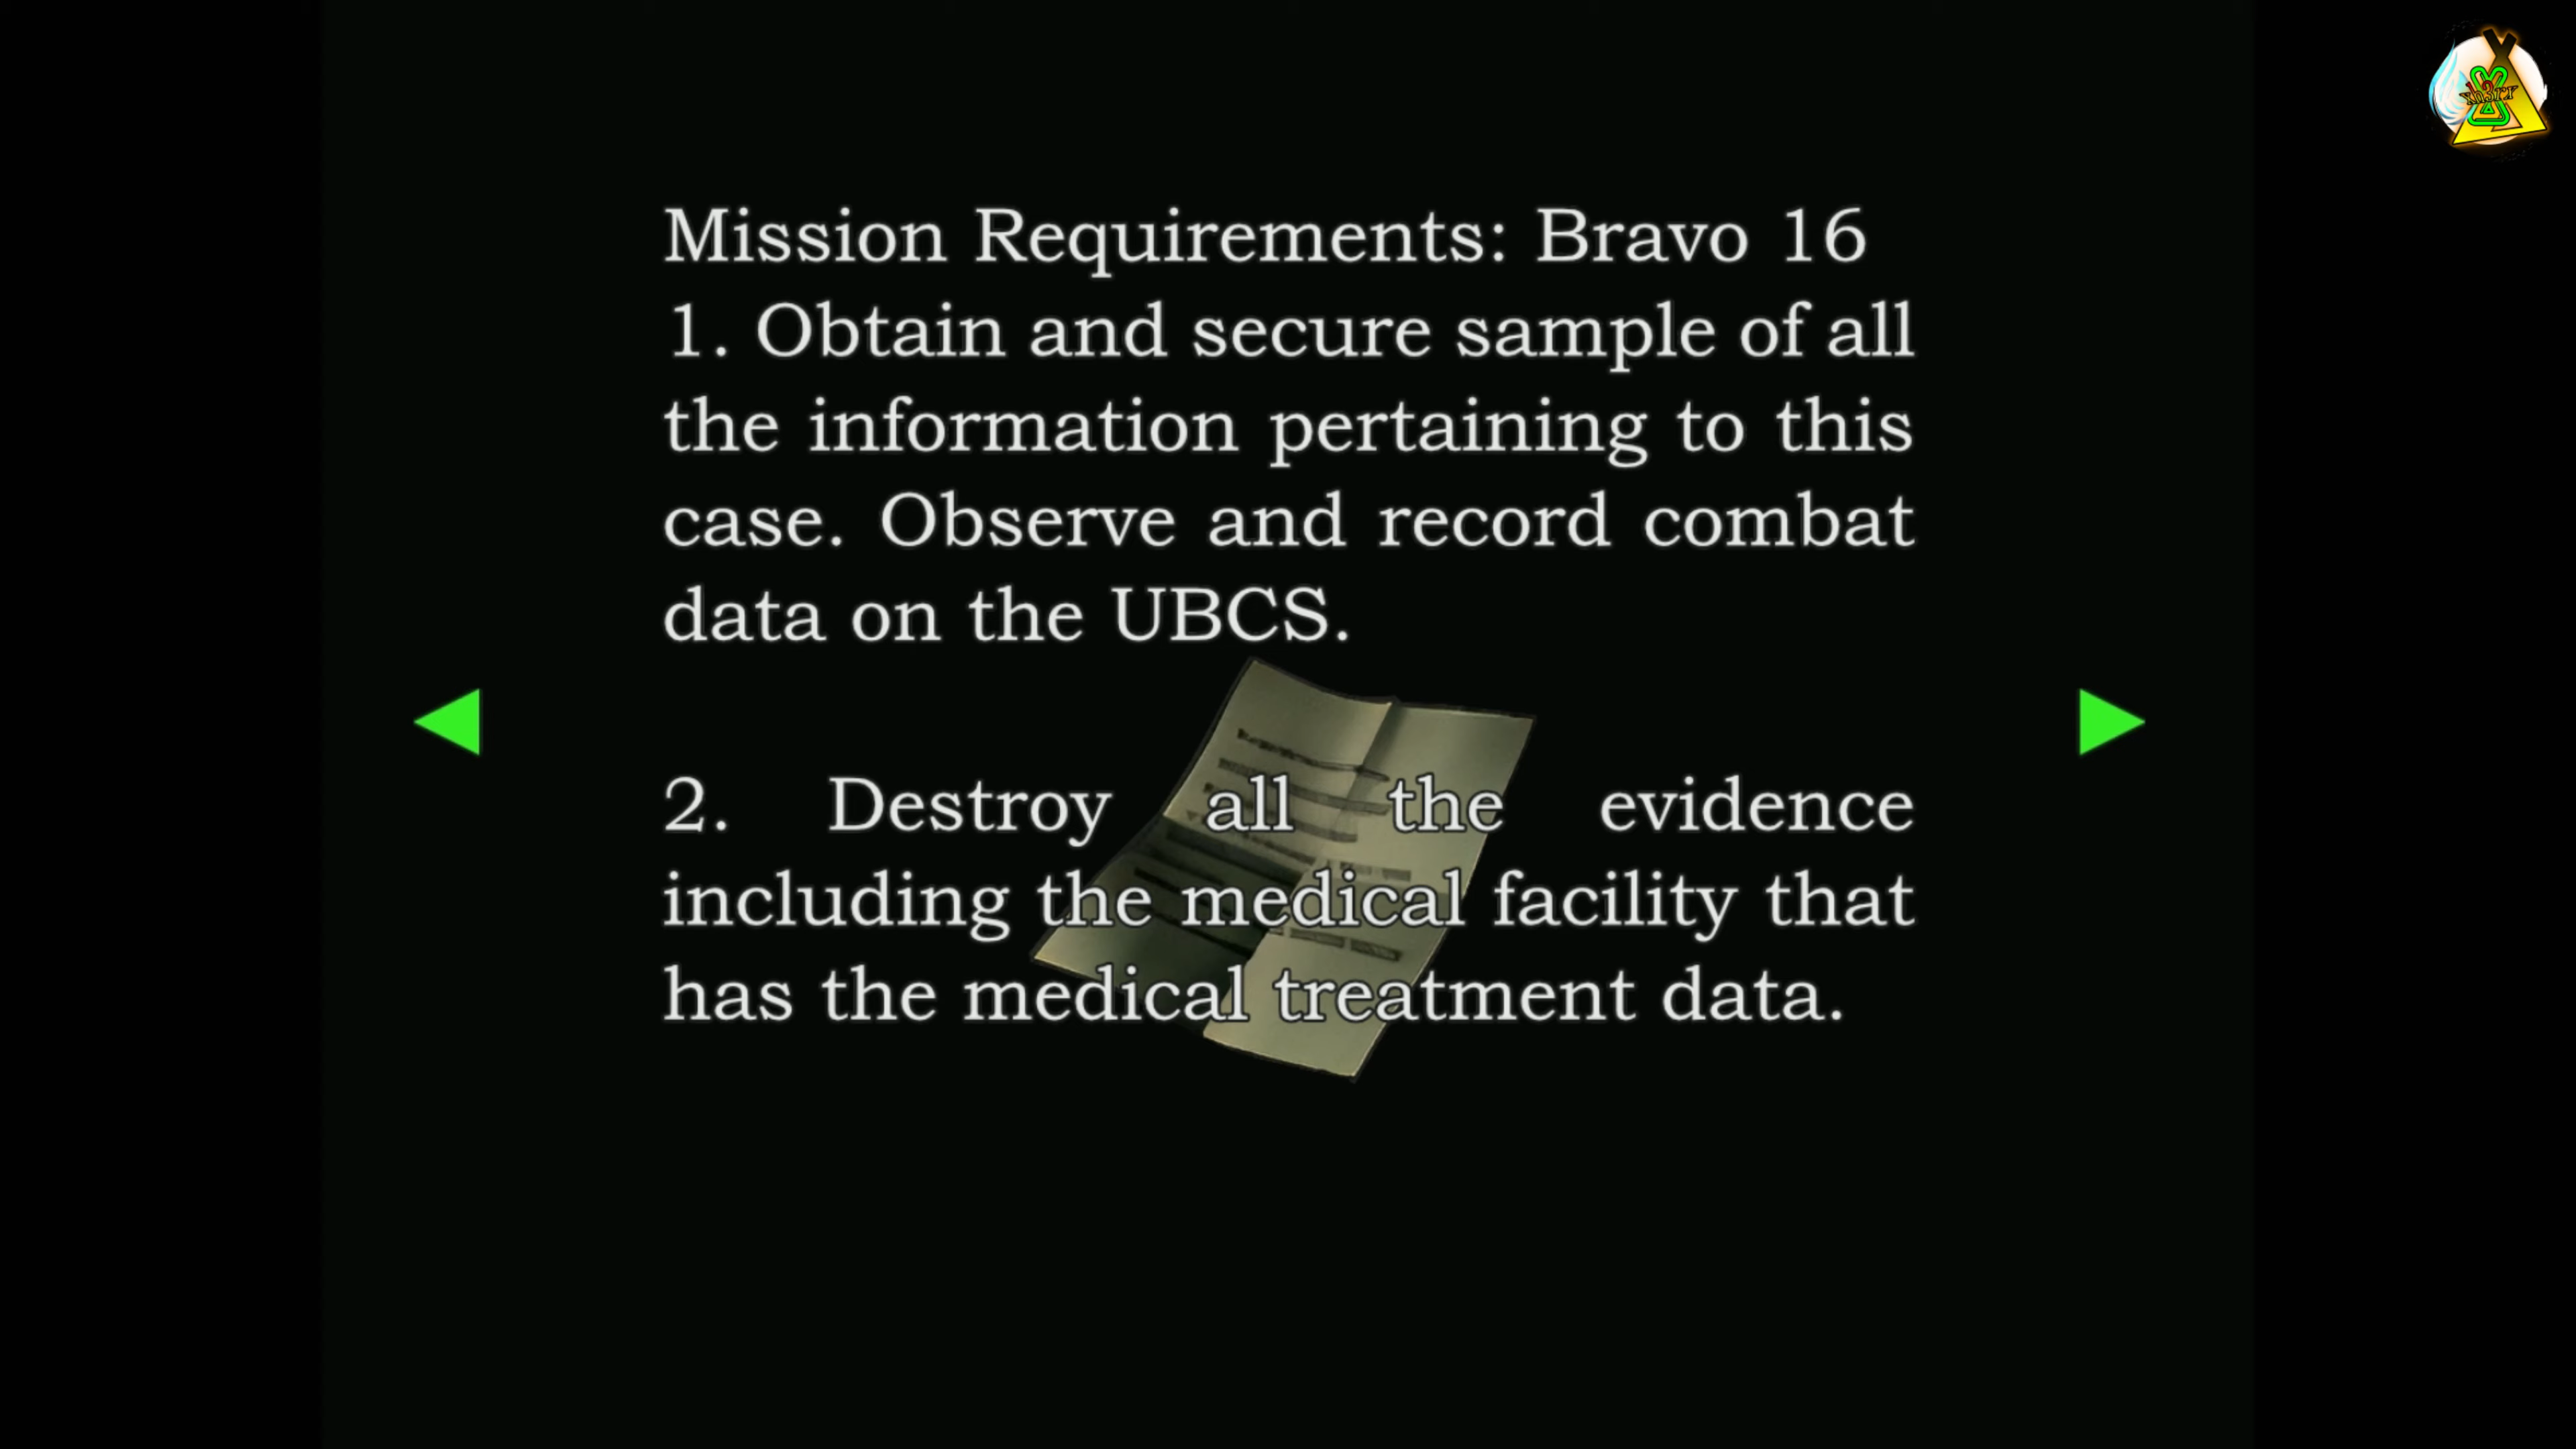 Mission Requirements: Bravo 16
1. Obtain and secure sample of all
the information pertaining to this
case. Observe and record combat
data on the UBCS.
2. Destroy all the evidence
including the medical facility that
has the medical treatment data.